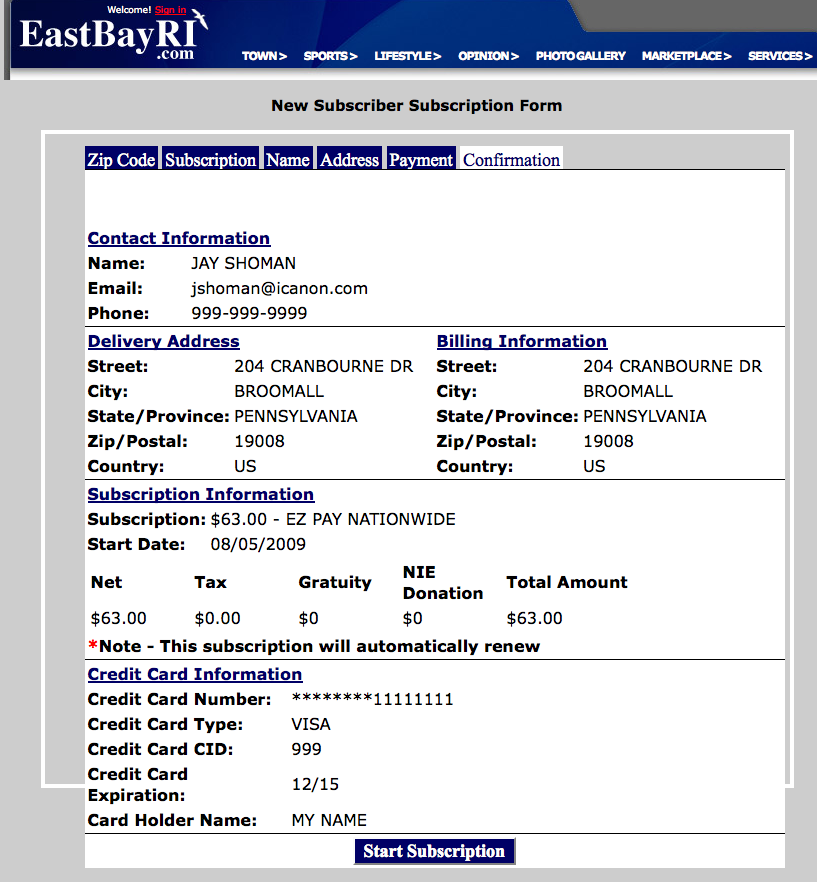 Welcome! Sign in
EastBayRI
.com
TOWN > SPORTS > LIFESTYLE > OPINION > PHOTO GALLERY MARKETPLACE > SERVICES >
New Subscriber Subscription Form
Zip Code Subscription Name Address Payment Confirmation
Contact Information
Name: JAY SHOMAN
Email: jshoman@icanon.com
Phone: 999-999-9999
Delivery Address Billing Information
Street: 204 CRANBOURNE DR Street: 204 CRANBOURNE DR
City: BROOMALL City: BROOMALL
State/Province: PENNSYLVANIA State/Province: PENNSYLVANIA
Zip/Postal: 19008 Zip/Postal: 19008
Country: US Country: US
Subscription Information
Subscription: $63.00 - EZ PAY NATIONWIDE
Start Date: 08/05/2009
Net Tax Gratuity NIE Donation Total Amount
$63.00 $0.00 $0 $0 $63.00
*Note - This subscription will automatically renew
Credit Card Information
Credit Card Number: ********11111111
Credit Card Type: VISA
Credit Card CID: 999
Credit Card
Expiration: 12/15
Card Holder Name: MY NAME
Start Subscription